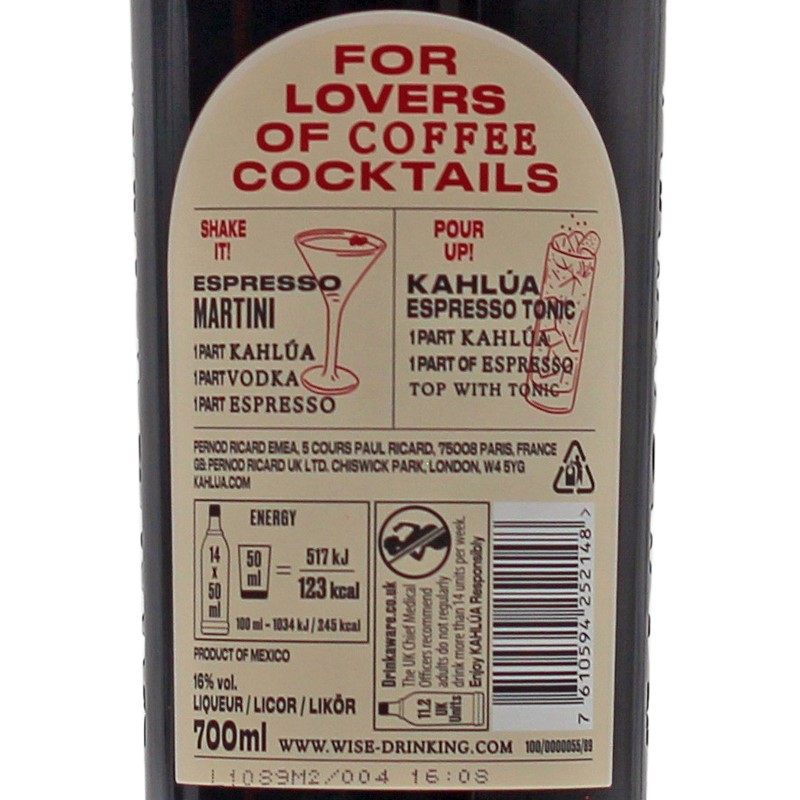 FOR
LOVERS
OF COFFEE
COCKTAILS
SHAKE
IT!
ESPRESSO
MARTINI
1 PART KAHLÚA
1 PART VODKA
1 PART ESPRESSO
POUR
UP!
KAHLÚA
ESPRESSO TONIC
1 PART KAHLÚA
1 PART OF ESPRESSO
TOP WITH TONIC
PERNOD RICARD EMEA, 5 COURS PAUL RICARD, 75008 PARIS, FRANCE
GB: PERNOD RICARD UK LTD. CHISWICK PARK, LONDON, W4 5YG
KAHLUA.COM
ENERGY
14
x
50
ml
50
ml
=
517 kJ
123 kcal
100 ml - 1034 kJ / 245 kcal
Drinkaware.co.uk
The UK Chief Medical
Officers recommend
adults do not regularly
drink more than 14 units per week.
Enjoy KAHLÚA Responsibly
11.2
UK
Units
7 610594 252148 >
PRODUCT OF MEXICO
16% vol.
LIQUEUR / LICOR / LIKÖR
700ml
WWW.WISE-DRINKING.COM
100/0000055/89
L1089M2/004 16:08